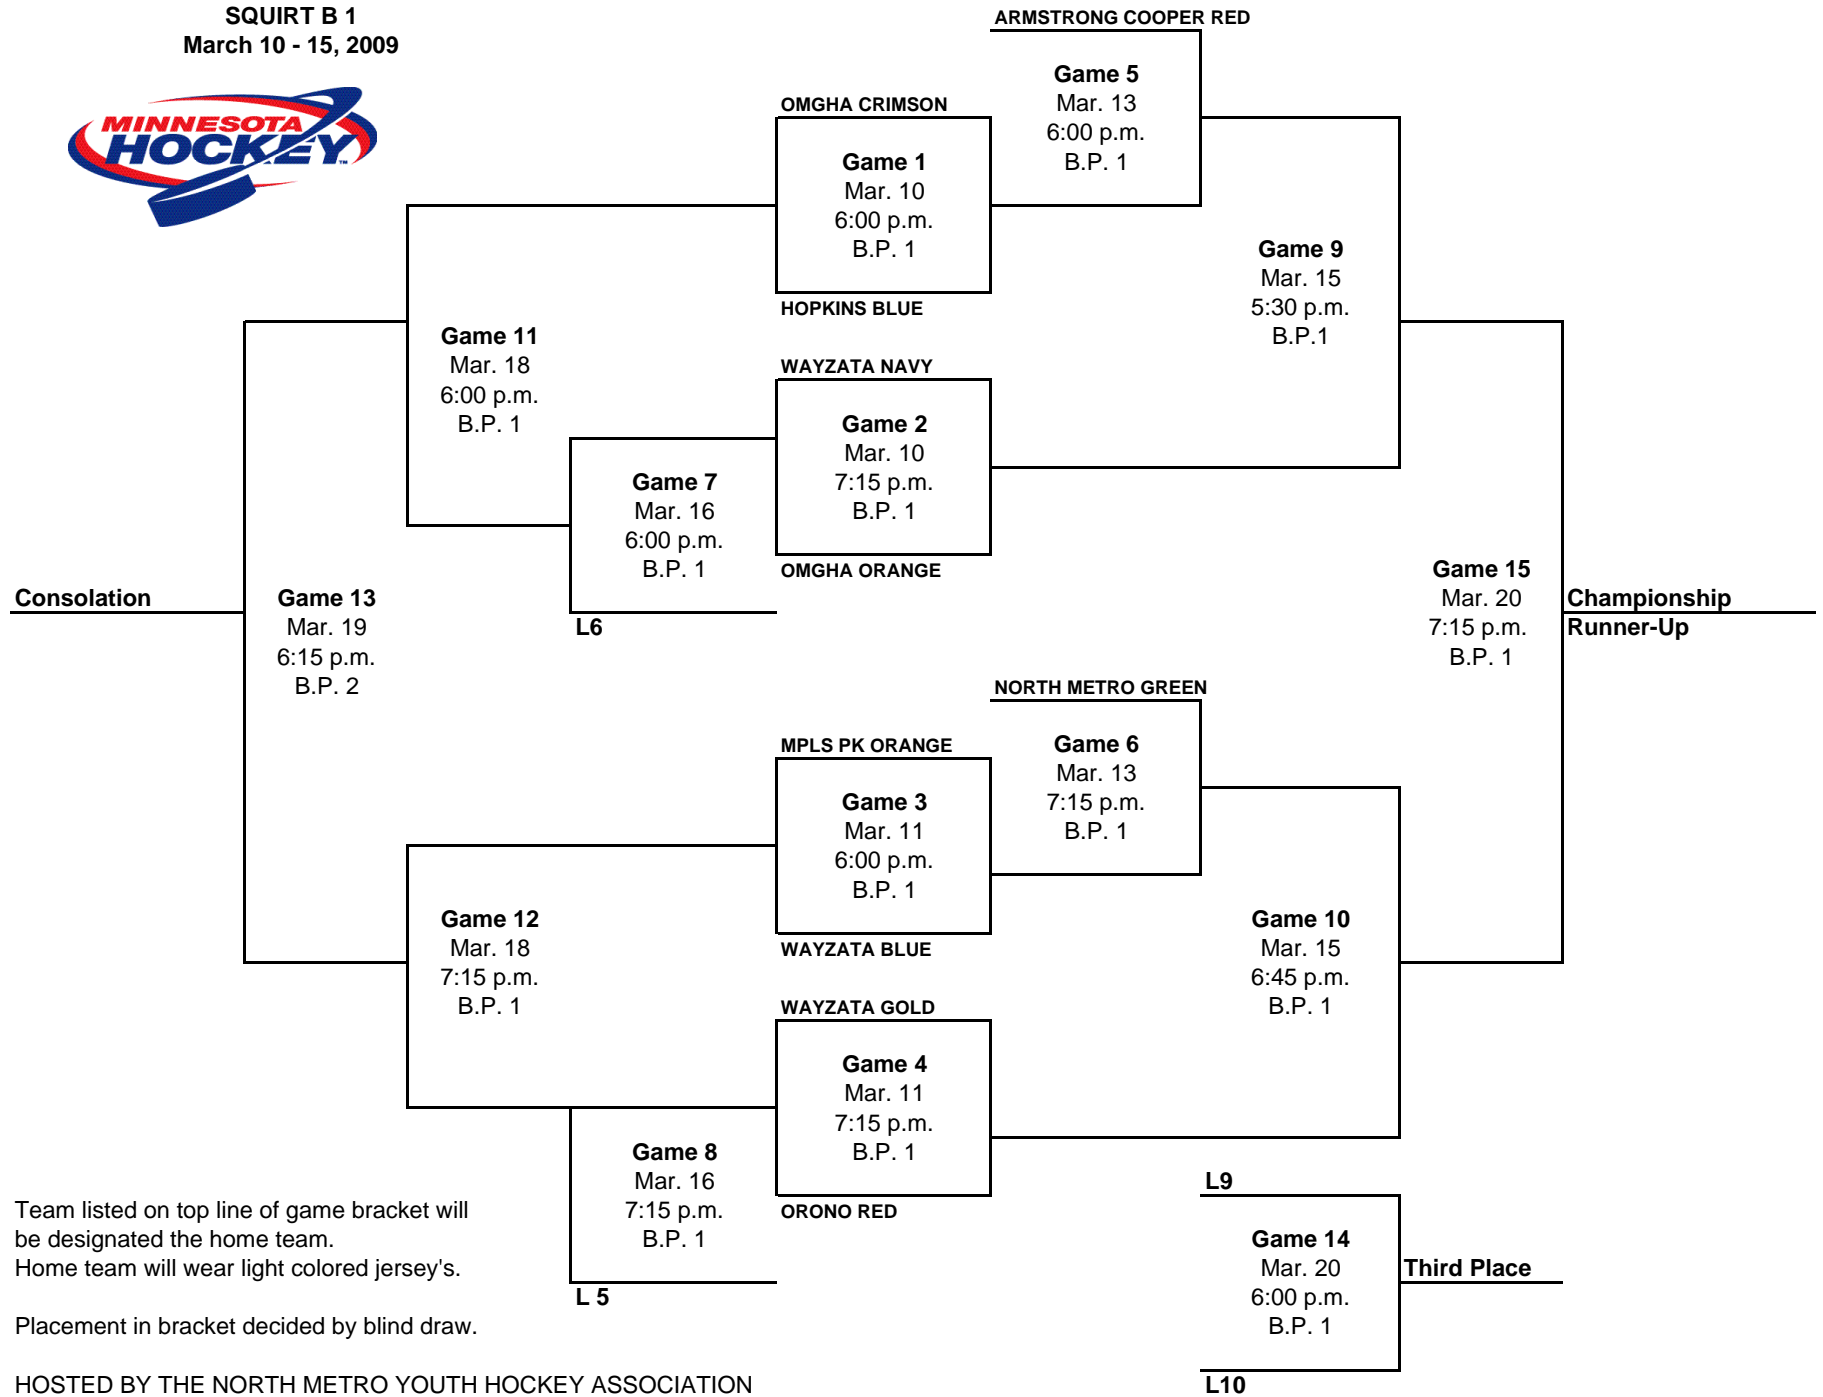 SQUIRT B 1
March 10 - 15, 2009
MINNESOTA
HOCKEY™
ARMSTRONG COOPER RED
Game 5
Mar. 13
6:00 p.m.
B.P. 1
OMGHA CRIMSON
Game 1
Mar. 10
6:00 p.m.
B.P. 1
HOPKINS BLUE
Game 9
Mar. 15
5:30 p.m.
B.P.1
Game 11
Mar. 18
6:00 p.m.
B.P. 1
WAYZATA NAVY
Game 2
Mar. 10
7:15 p.m.
B.P. 1
OMGHA ORANGE
Game 7
Mar. 16
6:00 p.m.
B.P. 1
L6
Consolation
Game 13
Mar. 19
6:15 p.m.
B.P. 2
Game 15
Mar. 20
7:15 p.m.
B.P. 1
Championship
Runner-Up
NORTH METRO GREEN
Game 6
Mar. 13
7:15 p.m.
B.P. 1
MPLS PK ORANGE
Game 3
Mar. 11
6:00 p.m.
B.P. 1
WAYZATA BLUE
Game 12
Mar. 18
7:15 p.m.
B.P. 1
Game 10
Mar. 15
6:45 p.m.
B.P. 1
WAYZATA GOLD
Game 4
Mar. 11
7:15 p.m.
B.P. 1
ORONO RED
Game 8
Mar. 16
7:15 p.m.
B.P. 1
L 5
L9
Game 14
Mar. 20
6:00 p.m.
B.P. 1
Third Place
L10
Team listed on top line of game bracket will
be designated the home team.
Home team will wear light colored jersey's.
Placement in bracket decided by blind draw.
HOSTED BY THE NORTH METRO YOUTH HOCKEY ASSOCIATION